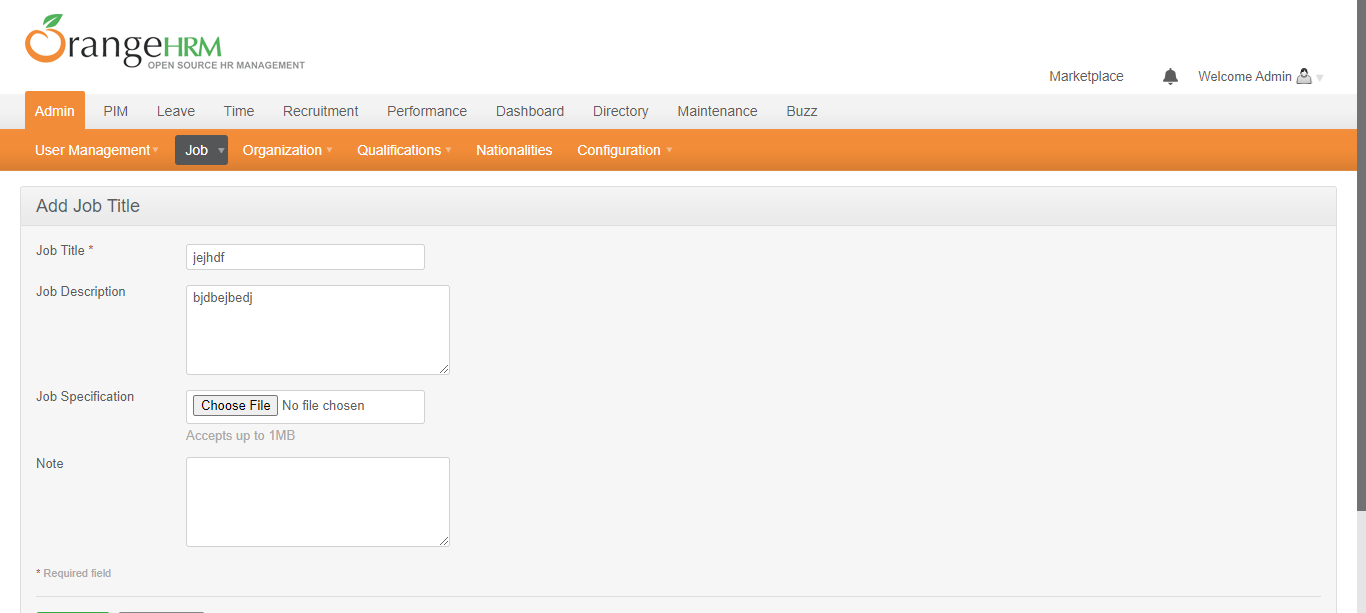 OrangeHRM
OPEN SOURCE HR MANAGEMENT
Marketplace Welcome Admin
Admin PIM Leave Time Recruitment Performance Dashboard Directory Maintenance Buzz
User Management Job Organization Qualifications Nationalities Configuration
Add Job Title
Job Title * jejhdf
Job Description bjdbejbedj
Job Specification Choose File No file chosen
Accepts up to 1MB
Note
* Required field